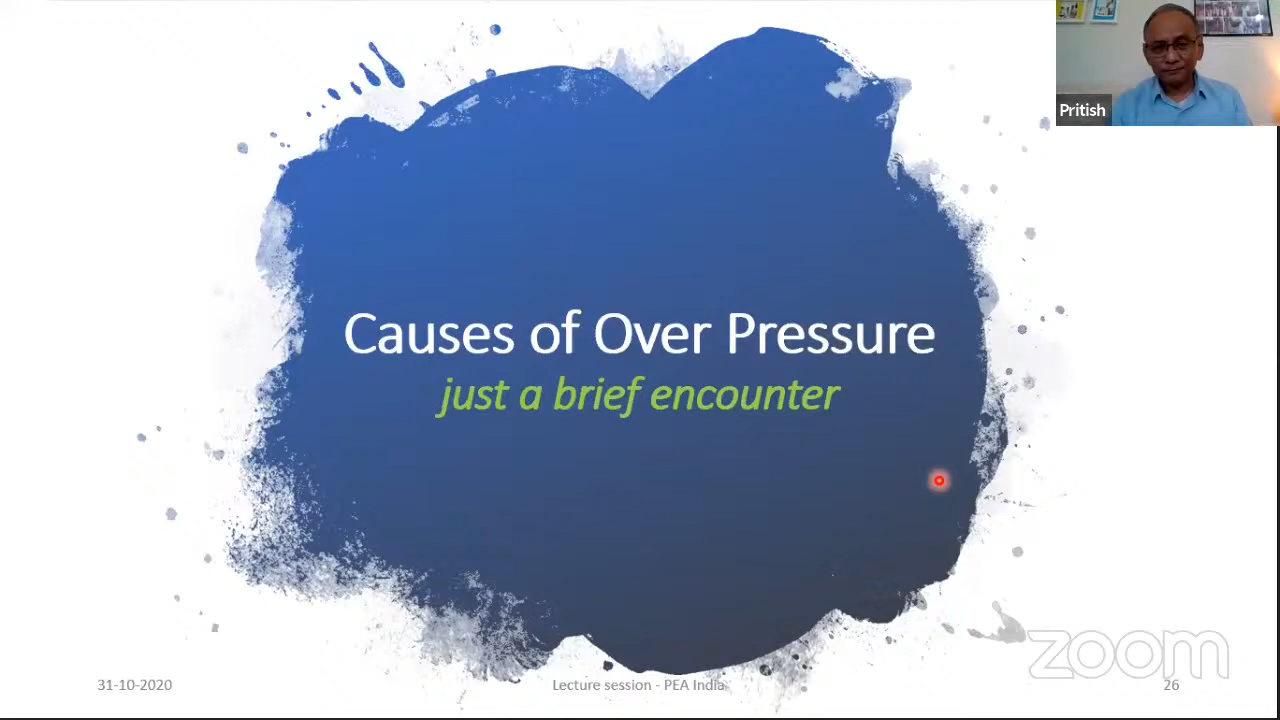 Pritish
Causes of Over Pressure
just a brief encounter
zoom
31-10-2020
Lecture session - PEA India
26